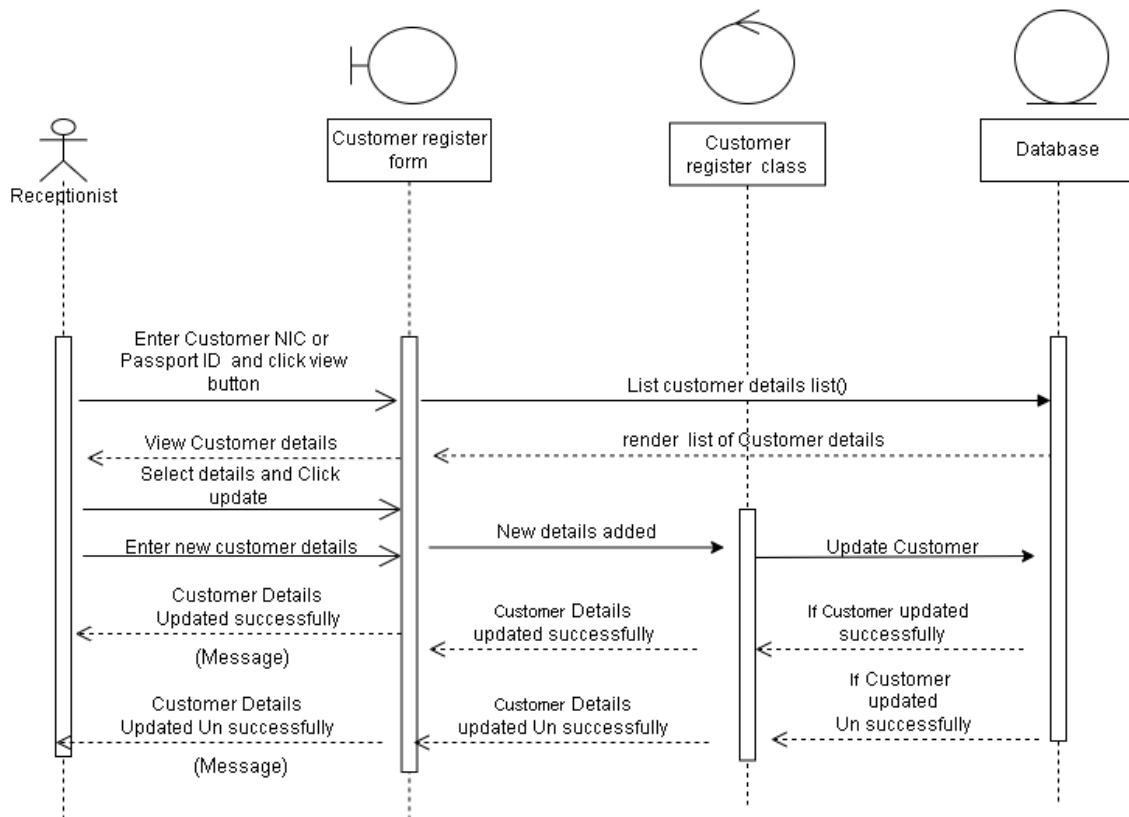 Customer register
form
Customer
register class
Database
Receptionist
Enter Customer NIC or
Passport ID and click view
button
List customer details list()
View Customer details
render list of Customer details
Select details and Click
update
Enter new customer details
New details added
Update Customer
Customer Details
Updated successfully
(Message)
Customer Details
updated successfully
If Customer updated
successfully
Customer Details
Updated Un successfully
(Message)
Customer Details
updated Un successfully
If Customer
updated
Un successfully